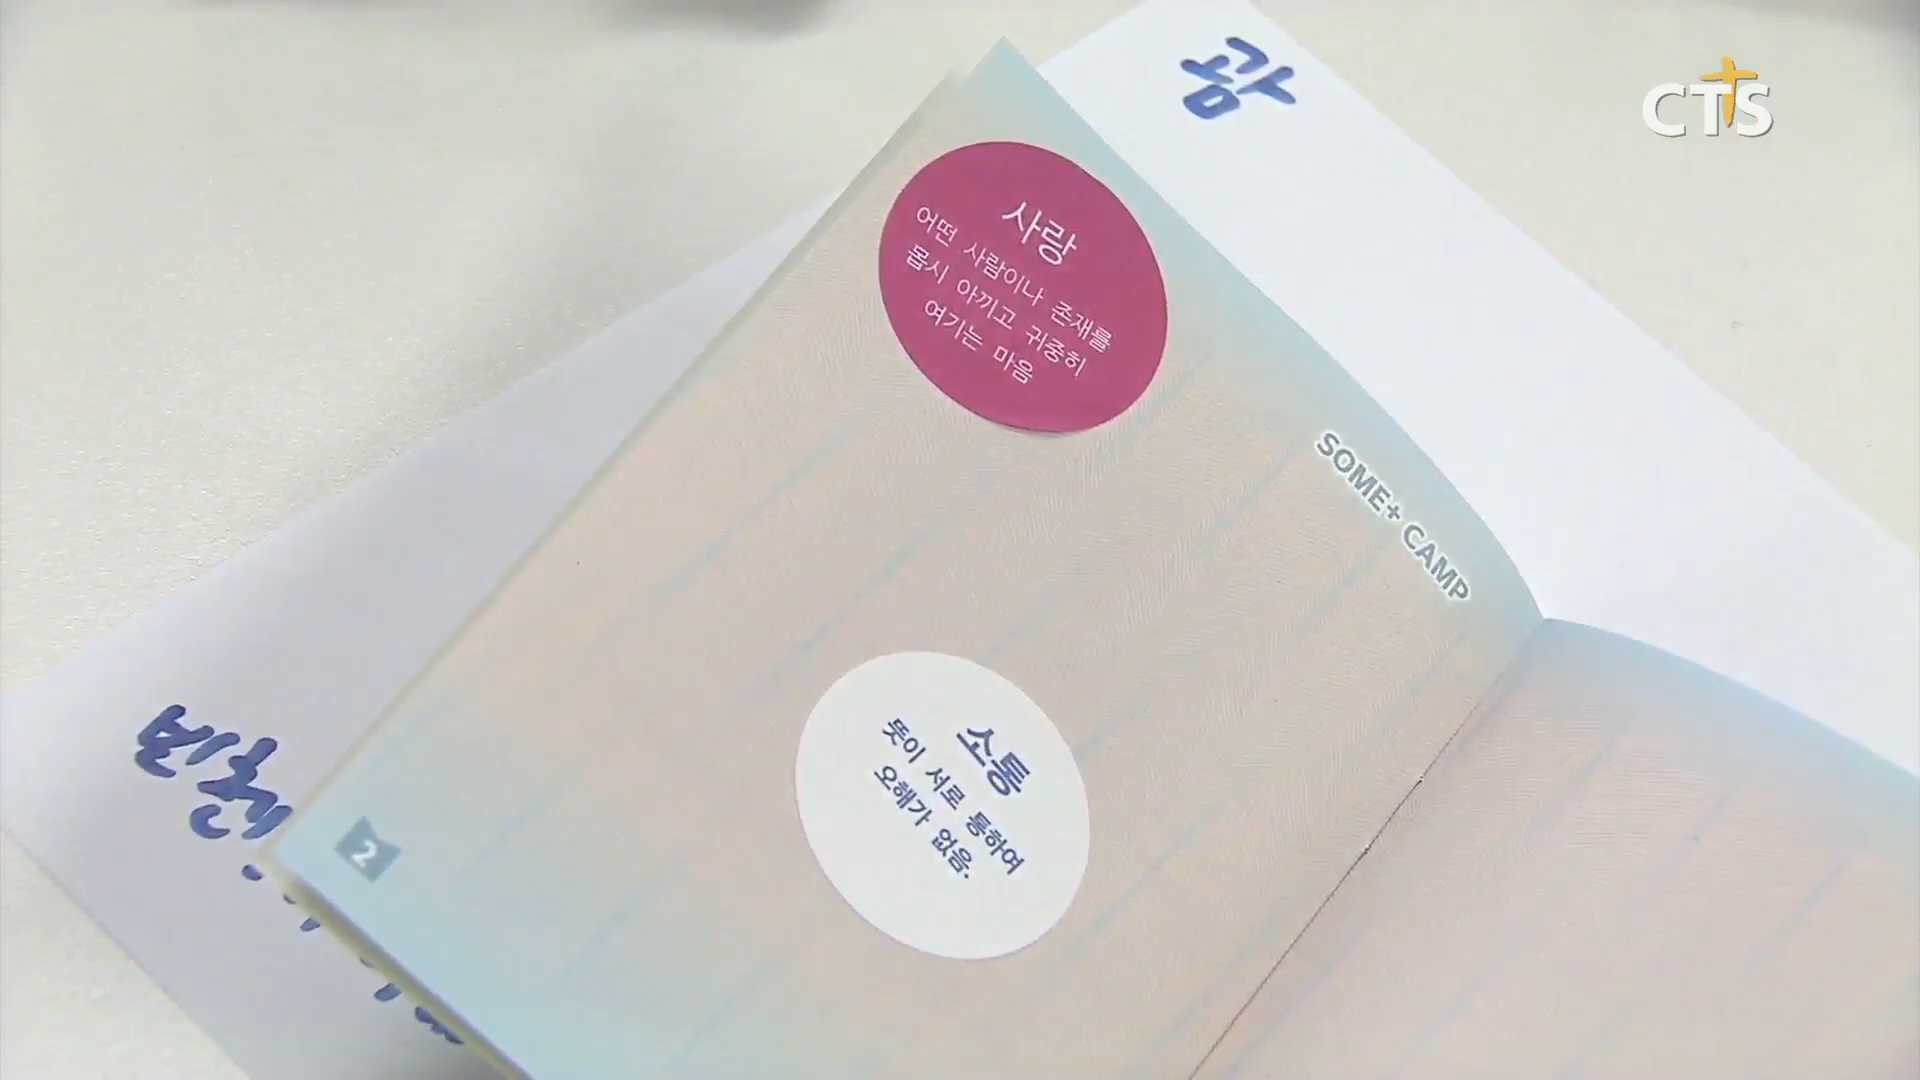 CTS
사랑
어떤 사람이나 존재를
몹시 아끼고 귀중히
여기는 마음
SOME+ CAMP
소통
뜻이 서로 통하여
오해가 없음.
2